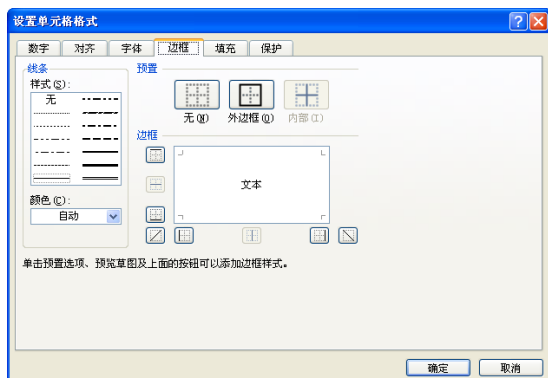 设置单元格格式
数字 对齐 字体 边框 填充 保护
线条
样式(S):
无
颜色(C):
自动
预置
无(N) 外边框(O) 内部(I)
边框
文本
单击预置选项、预览草图及上面的按钮可以添加边框样式。
确定 取消